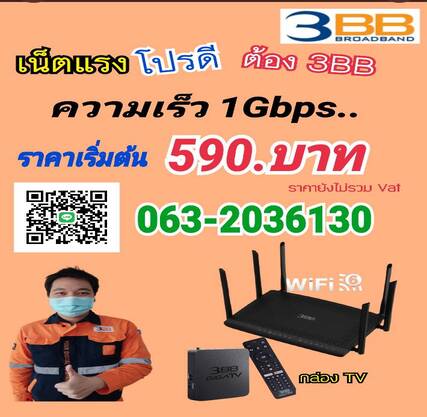 3BB
BROADBAND
เน็ตแรง โปรดี ต้อง 3BB
ความเร็ว 1Gbps..
ราคาเริ่มต้น 590.บาท
ราคายังไม่รวม Vat
063-2036130
WiFi 6
3BB
GIGATV
กล่อง TV